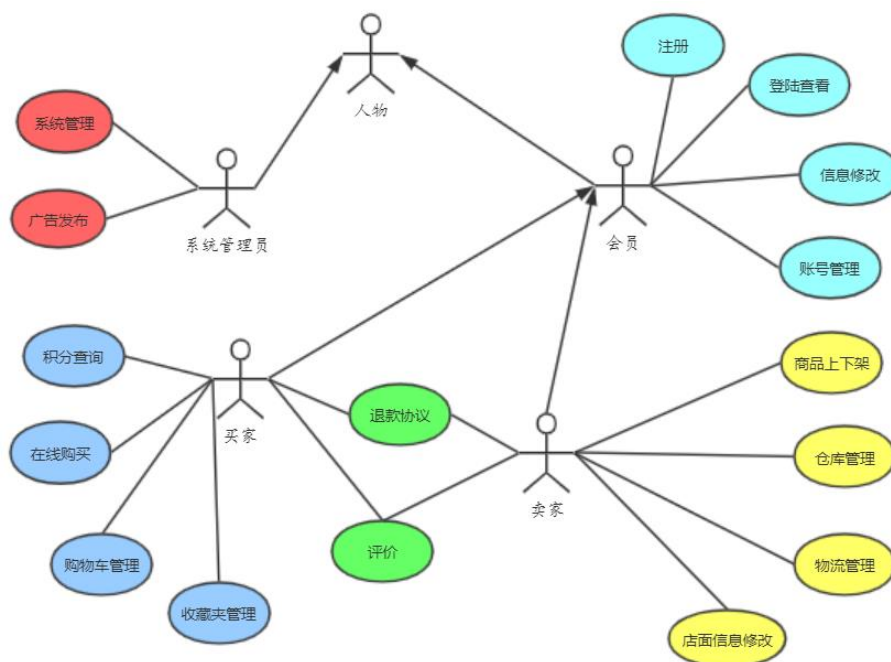 注册
人物
登陆查看
系统管理
信息修改
广告发布
系统管理员
会员
账号管理
积分查询
商品上下架
退款协议
买家
在线购买
仓库管理
卖家
评价
购物车管理
物流管理
收藏夹管理
店面信息修改